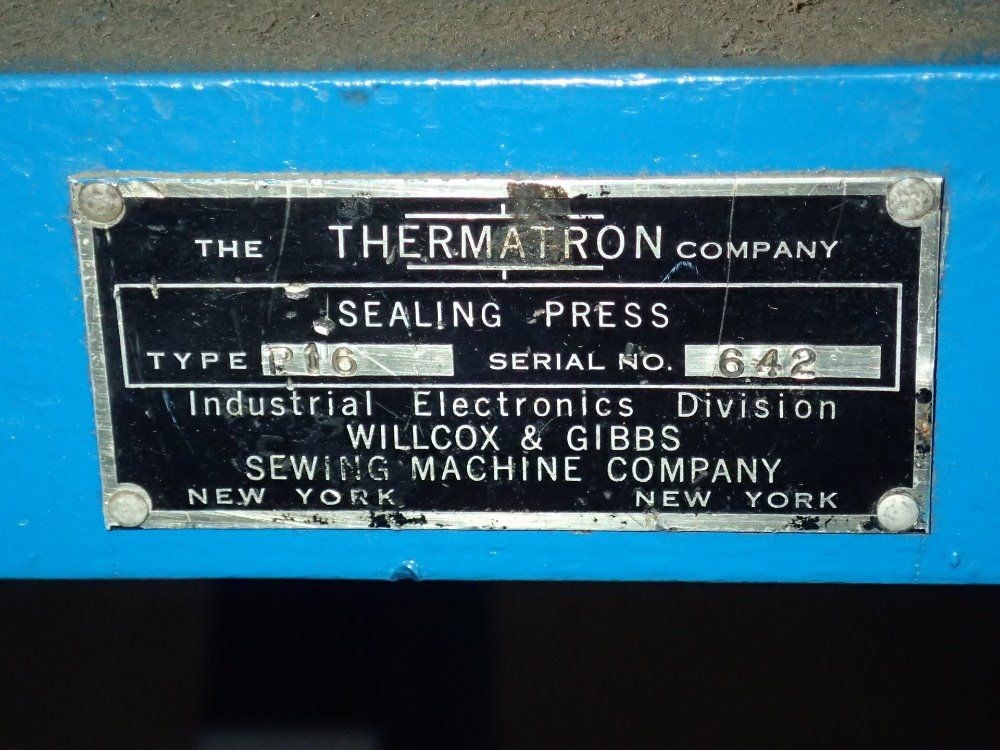 THE THERMATRON COMPANY
SEALING PRESS
TYPE P16 SERIAL NO. 642
Industrial Electronics Division
WILLCOX & GIBBS
SEWING MACHINE COMPANY
NEW YORK NEW YORK